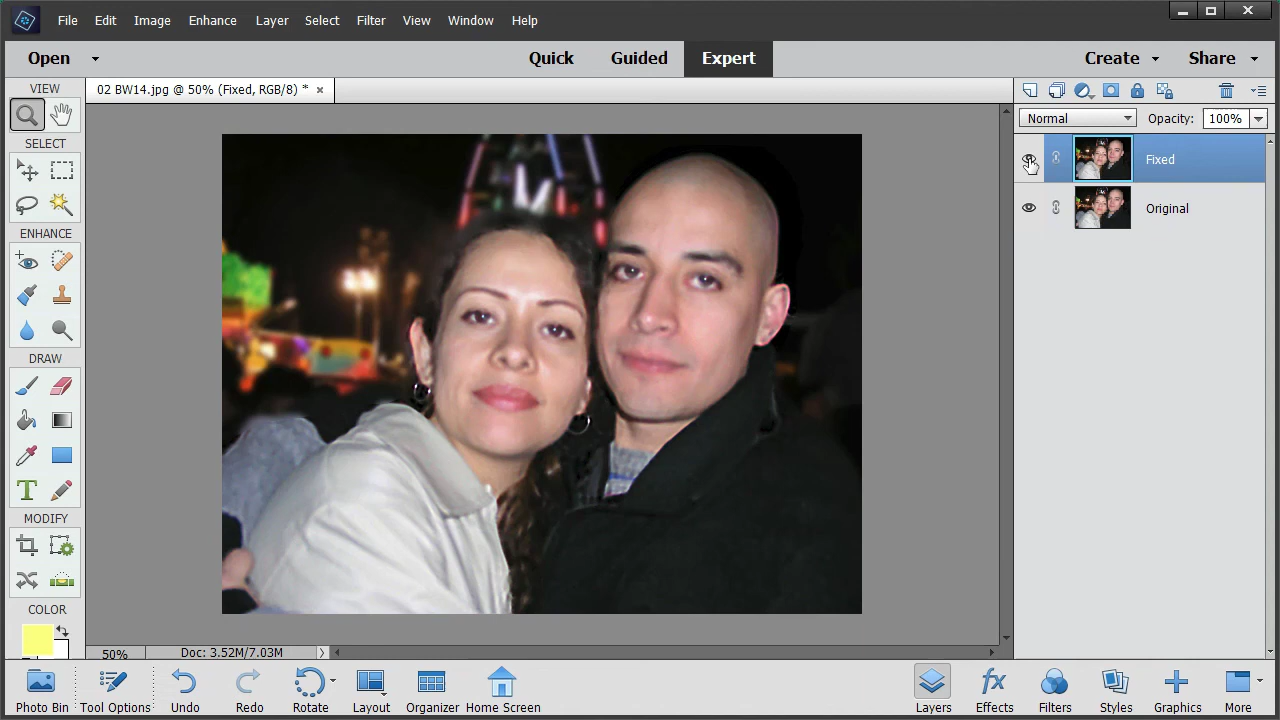 File Edit Image Enhance Layer Select Filter View Window Help
Open Quick Guided Expert Create Share
VIEW
02 BW14.jpg @ 50% (Fixed, RGB/8) * ×
Normal Opacity: 100%
SELECT
Fixed
Original
ENHANCE
DRAW
T
MODIFY
COLOR
50% Doc: 3.52M/7.03M
Photo Bin Tool Options Undo Redo Rotate Layout Organizer Home Screen Layers fx Effects Filters Styles Graphics More